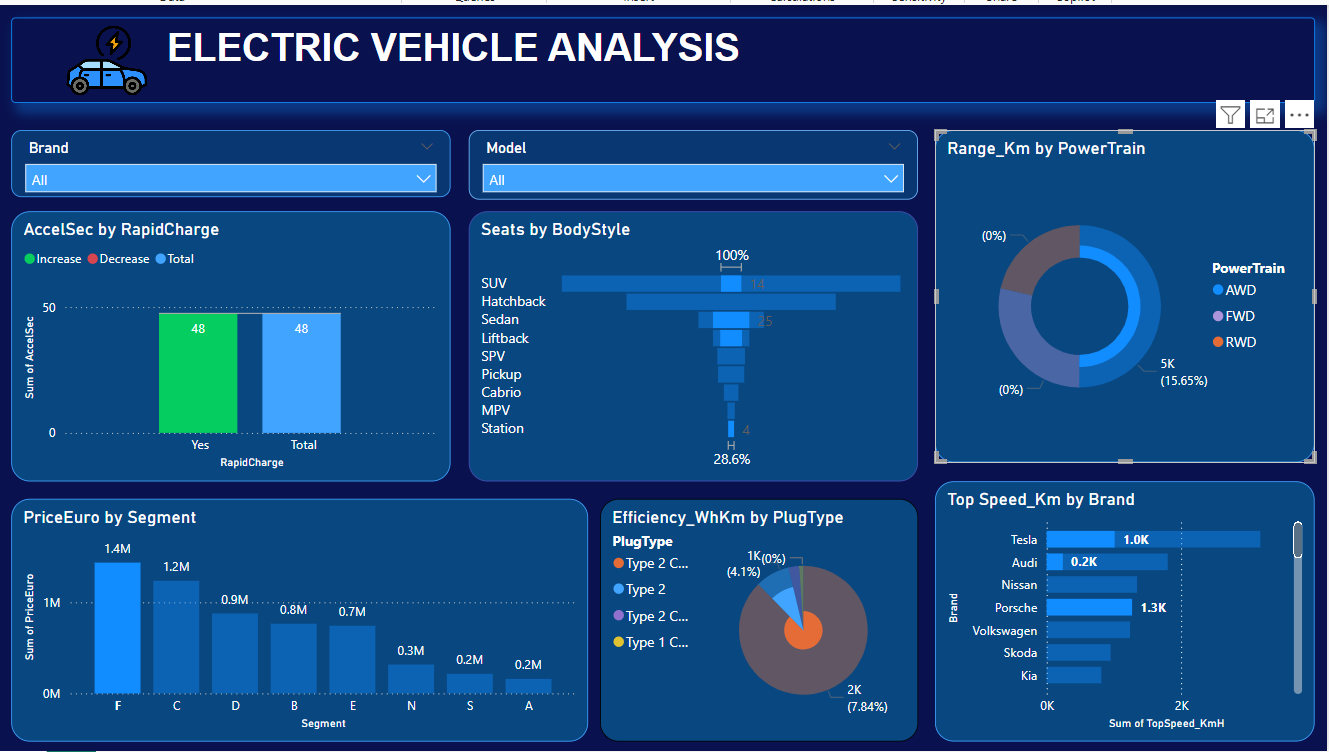 ELECTRIC VEHICLE ANALYSIS
Brand
All
Model
All
Range_Km by PowerTrain
(0%)
(0%)
5K
(15.65%)
PowerTrain
AWD
FWD
RWD
AccelSec by RapidCharge
Increase Decrease Total
Sum of AccelSec
50
0
48
48
Yes
Total
RapidCharge
Seats by BodyStyle
100%
SUV
14
Hatchback
Sedan
25
Liftback
SPV
Pickup
Cabrio
MPV
Station
4
28.6%
PriceEuro by Segment
Sum of PriceEuro
1M
0M
1.4M
1.2M
0.9M
0.8M
0.7M
0.3M
0.2M
0.2M
F
C
D
B
E
N
S
A
Segment
Efficiency_WhKm by PlugType
PlugType
Type 2 C...
Type 2
Type 2 C...
Type 1 C...
1K
(4.1%)
(0%)
2K
(7.84%)
Top Speed_Km by Brand
Brand
Tesla
1.0K
Audi
0.2K
Nissan
Porsche
1.3K
Volkswagen
Skoda
Kia
0K
2K
Sum of TopSpeed_KmH